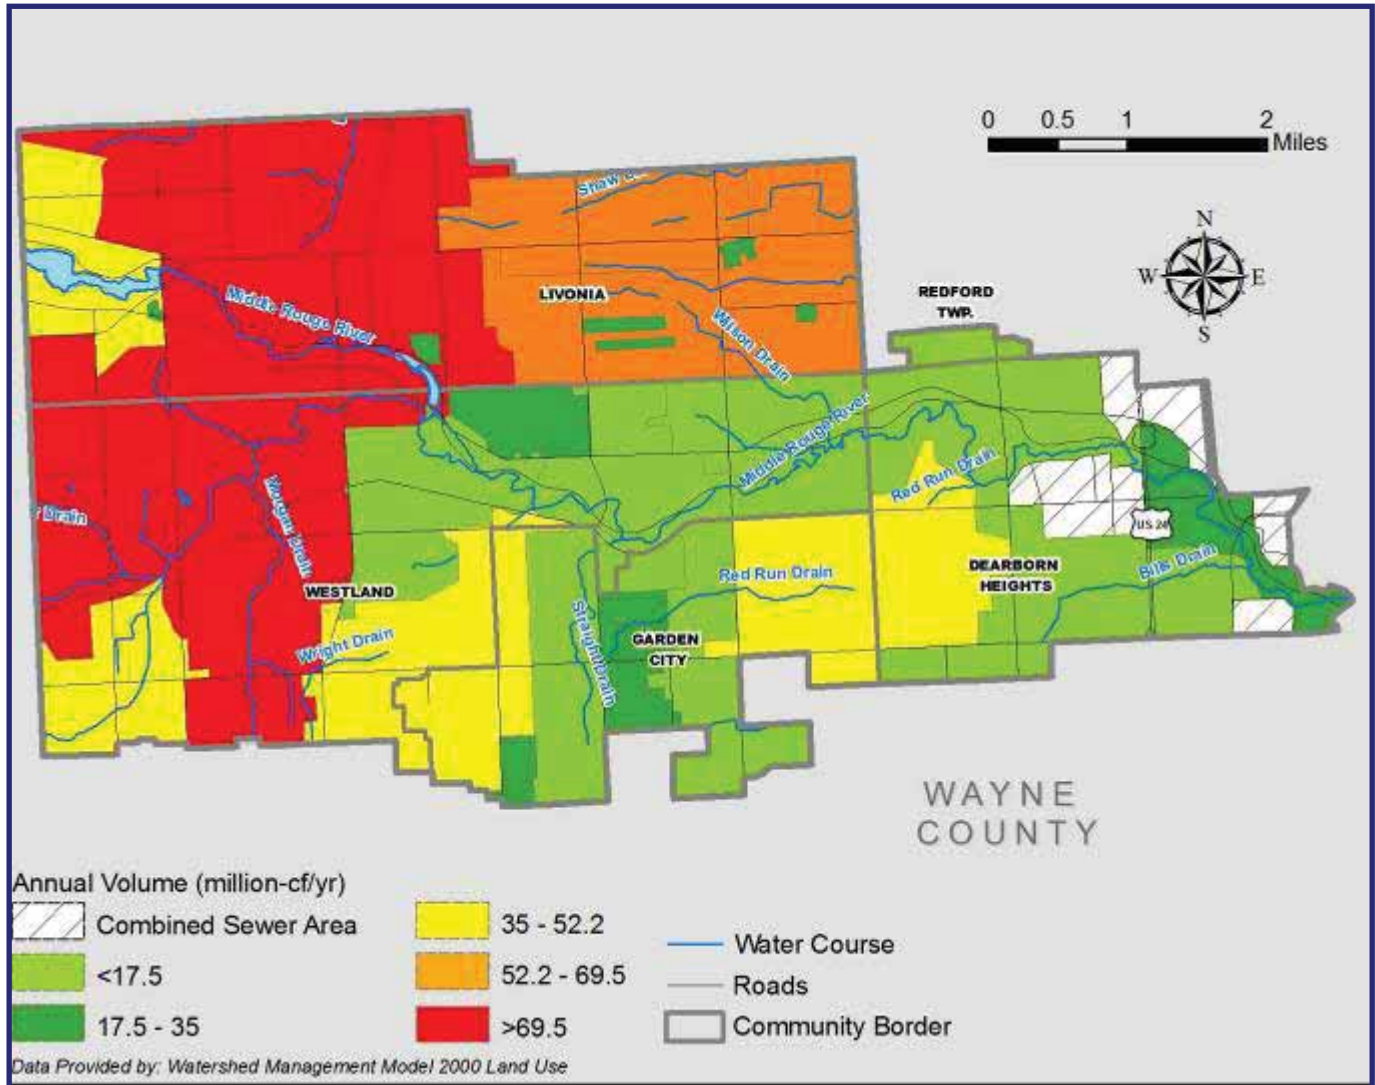 0 0.5 1 2
Miles
N
W E
S
Shaw
LIVONIA
REDFORD
TWP.
Middle Rouge River
Wilson Drain
Middle Rouge River
Red Run Drain
Drain
Morgan Drain
US 24
WESTLAND
Red Run Drain
DEARBORN
HEIGHTS
Bills Drain
Straight Drain
Wright Drain
GARDEN
CITY
WAYNE
COUNTY
Annual Volume (million-cf/yr)
Combined Sewer Area
<17.5
17.5 - 35
35 - 52.2
52.2 - 69.5
>69.5
Water Course
Roads
Community Border
Data Provided by: Watershed Management Model 2000 Land Use